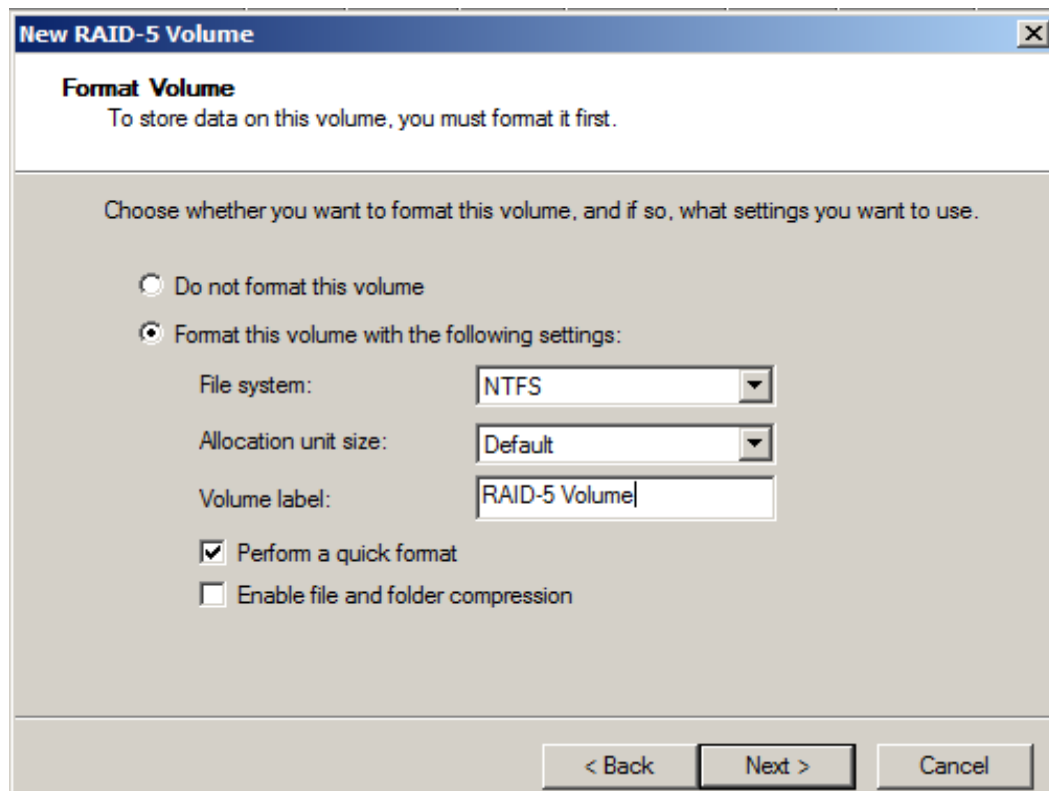 New RAID-5 Volume
Format Volume
To store data on this volume, you must format it first.
Choose whether you want to format this volume, and if so, what settings you want to use.
Do not format this volume
Format this volume with the following settings:
File system: NTFS
Allocation unit size: Default
Volume label: RAID-5 Volume
Perform a quick format
Enable file and folder compression
< Back Next > Cancel